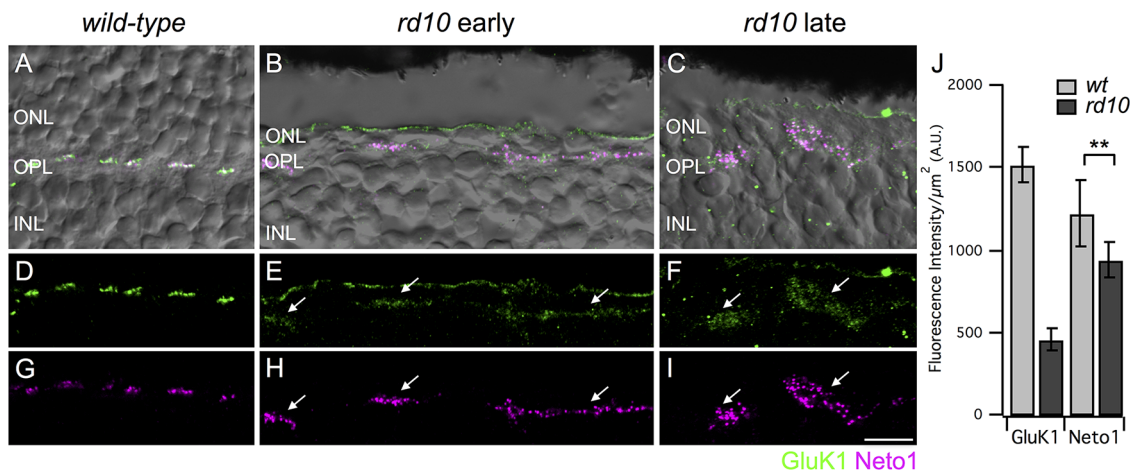 wild-type
rd10 early
rd10 late
A
ONL
OPL
INL
B
ONL
OPL
INL
C
ONL
OPL
INL
D
E
F
G
H
I
GluK1 Neto1
J
wt
rd10
**
Fluorescence Intensity/µm² (A.U.)
2000
1500
1000
500
0
GluK1 Neto1